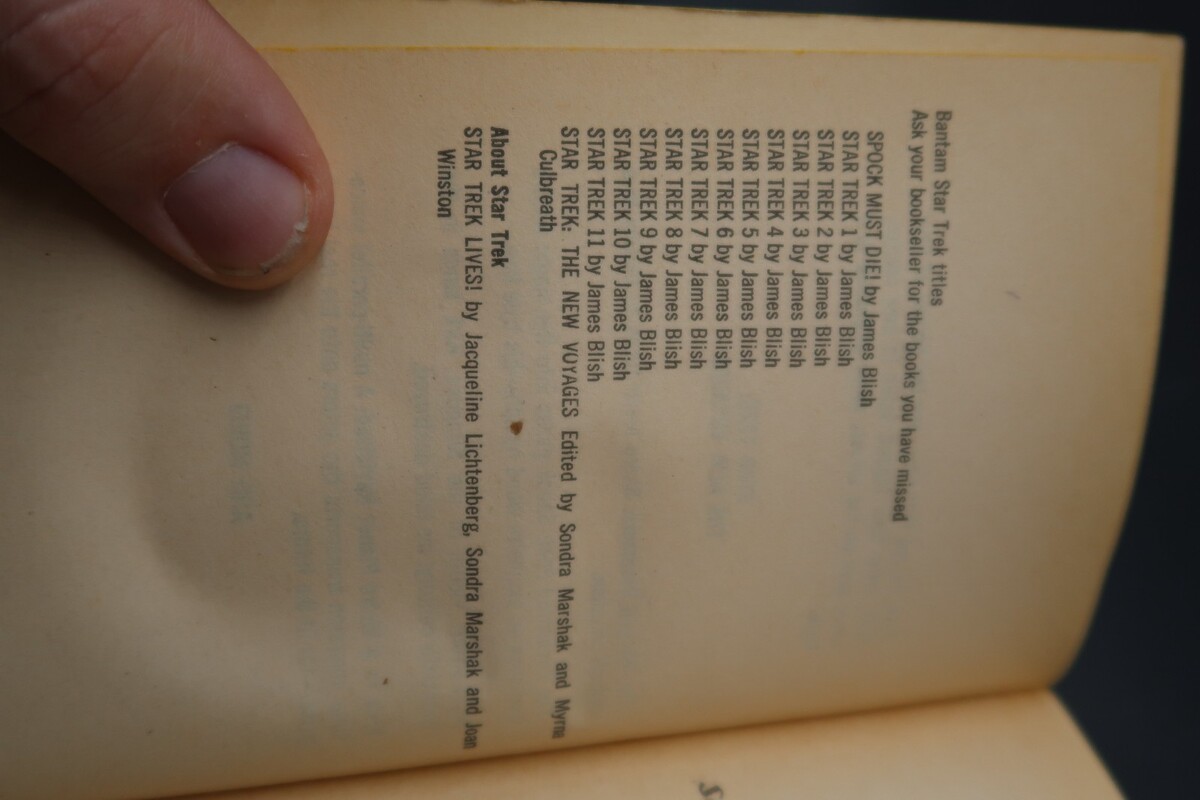 Bantam Star Trek titles
Ask your bookseller for the books you have missed
SPOCK MUST DIE! by James Blish
STAR TREK 1 by James Blish
STAR TREK 2 by James Blish
STAR TREK 3 by James Blish
STAR TREK 4 by James Blish
STAR TREK 5 by James Blish
STAR TREK 6 by James Blish
STAR TREK 7 by James Blish
STAR TREK 8 by James Blish
STAR TREK 9 by James Blish
STAR TREK 10 by James Blish
STAR TREK 11 by James Blish
STAR TREK: THE NEW VOYAGES Edited by Sondra Marshak and Myrna
Culbreath
About Star Trek
STAR TREK LIVES! by Jacqueline Lichtenberg, Sondra Marshak and Joan
Winston